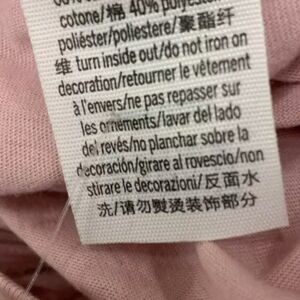 cotone/棉 40% polyester/
poliéster/poliestere/聚酯纤
维 turn inside out/do not iron on
decoration/retourner le vêtement
à l'envers/ne pas repasser sur
les ornements/lavar del lado
del revés/no planchar sobre la
decoración/girare al rovescio/non
stirare le decorazioni/反面水
洗/请勿熨烫装饰部分